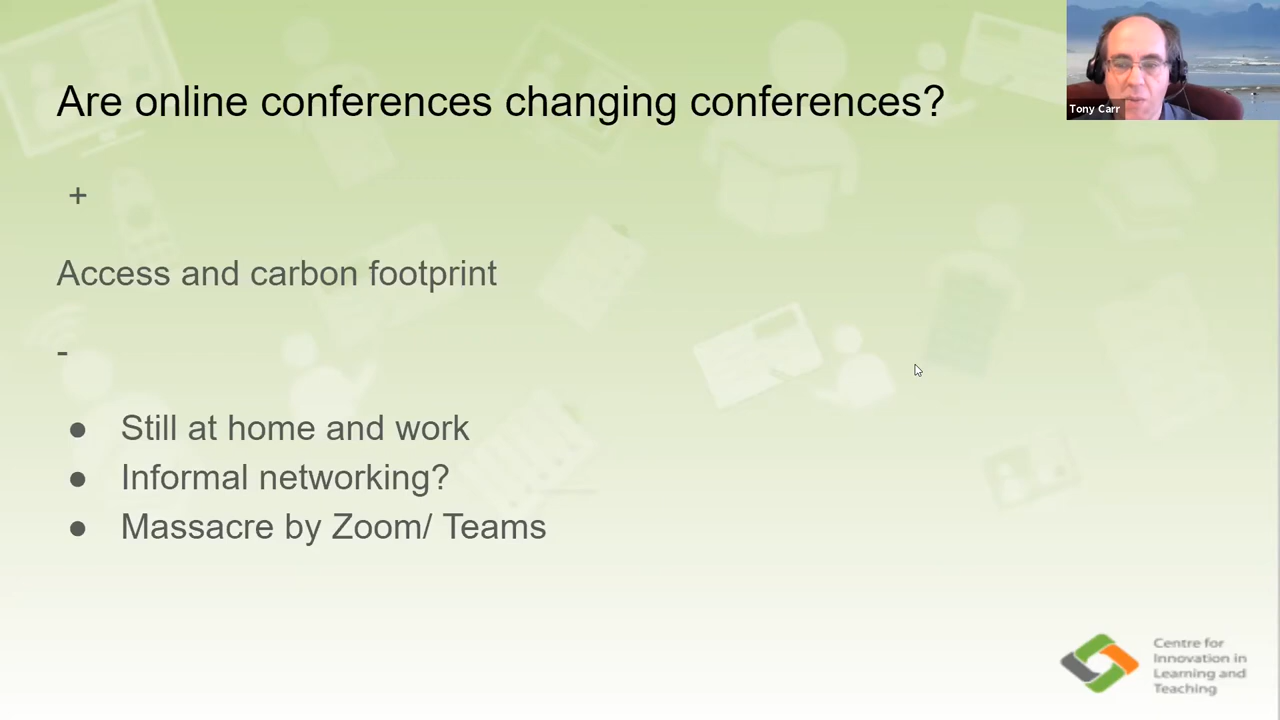 Are online conferences changing conferences?
Tony Carr
+
Access and carbon footprint
-
● Still at home and work
● Informal networking?
● Massacre by Zoom/ Teams
Centre for
Innovation in
Learning and
Teaching